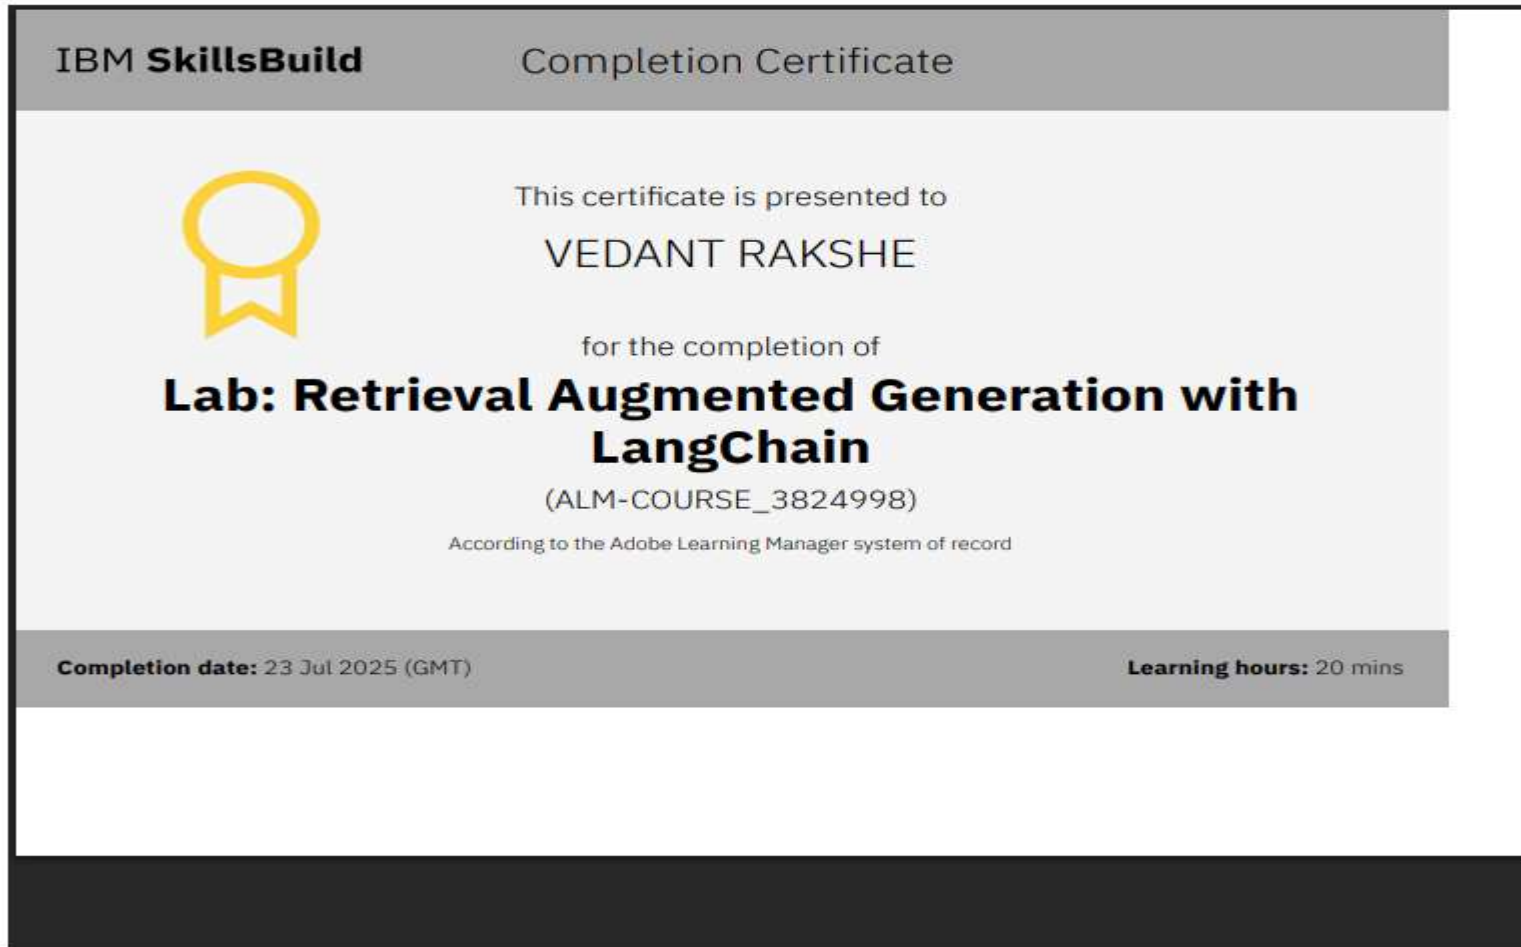 IBM SkillsBuild
Completion Certificate
This certificate is presented to
VEDANT RAKSHE
for the completion of
Lab: Retrieval Augmented Generation with
LangChain
(ALM-COURSE_3824998)
According to the Adobe Learning Manager system of record
Completion date: 23 Jul 2025 (GMT)
Learning hours: 20 mins